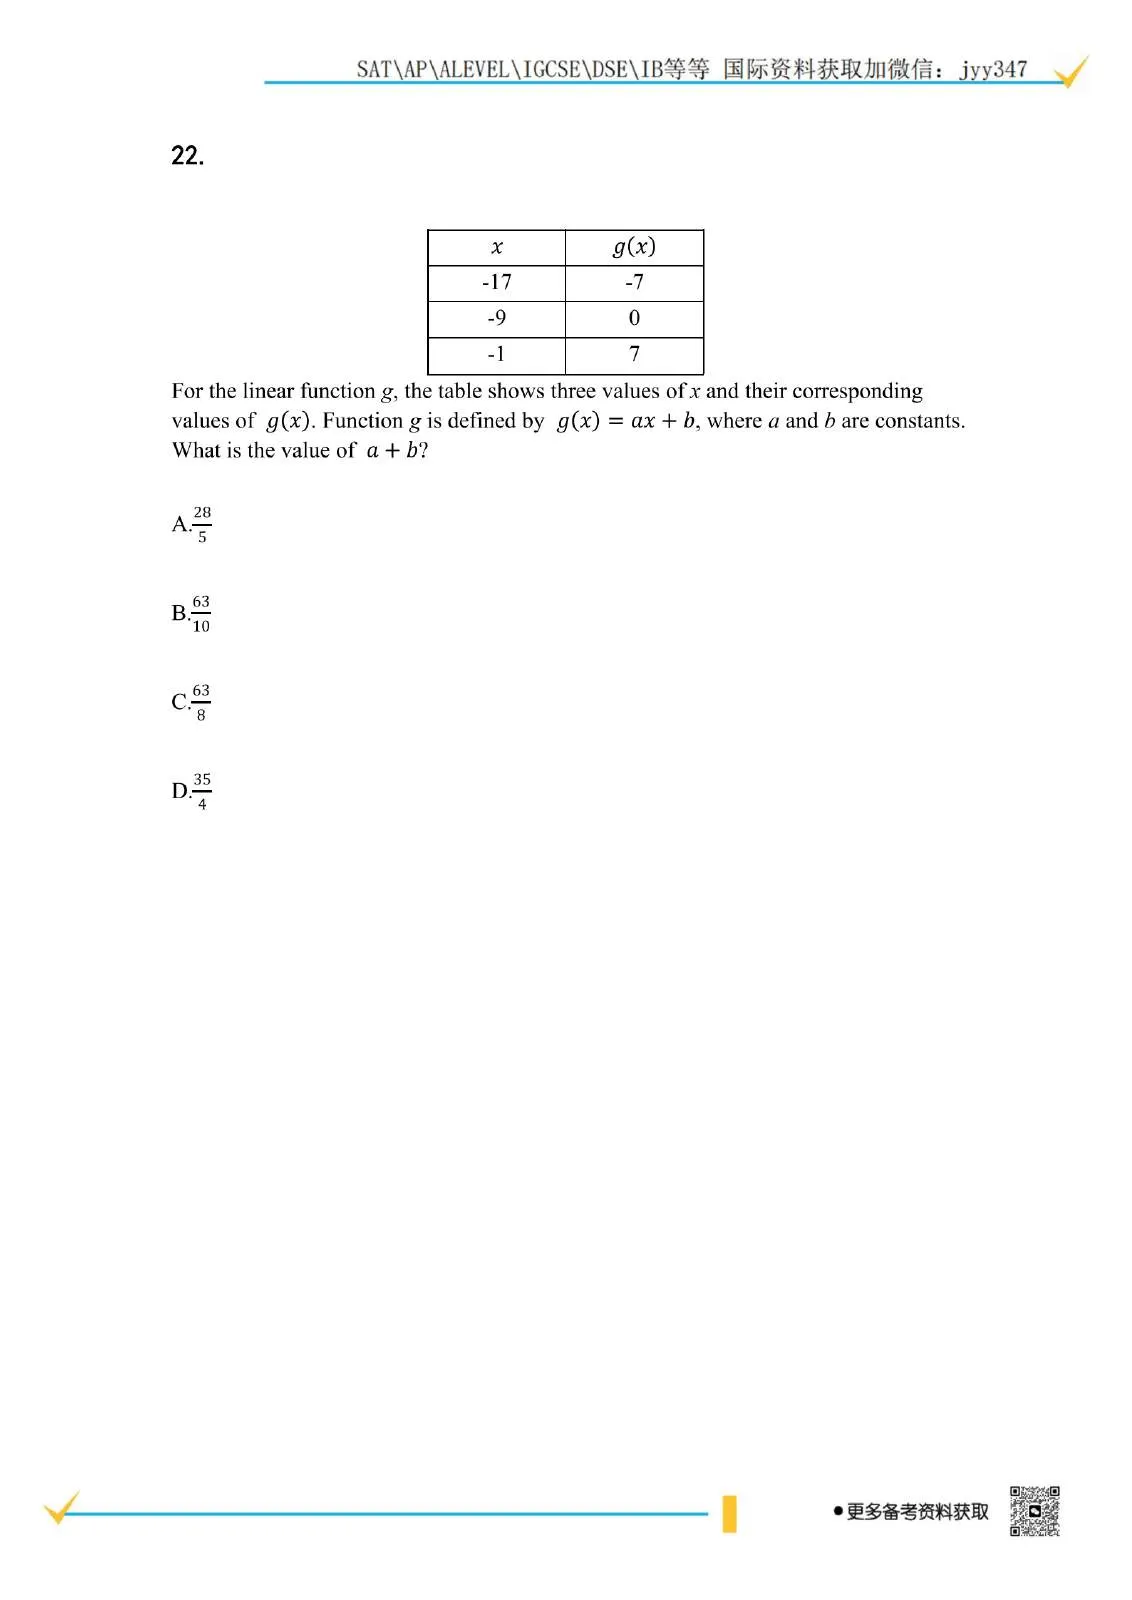 SAT\AP\ALEVEL\IGCSE\DSE\IB等等 国际资料获取加微信：jyy347
22.
x g(x)
-17 -7
-9 0
-1 7
For the linear function g, the table shows three values of x and their corresponding
values of g(x). Function g is defined by g(x) = ax + b, where a and b are constants.
What is the value of a + b?
A. 28/5
B. 63/10
C. 63/8
D. 35/4
●更多备考资料获取